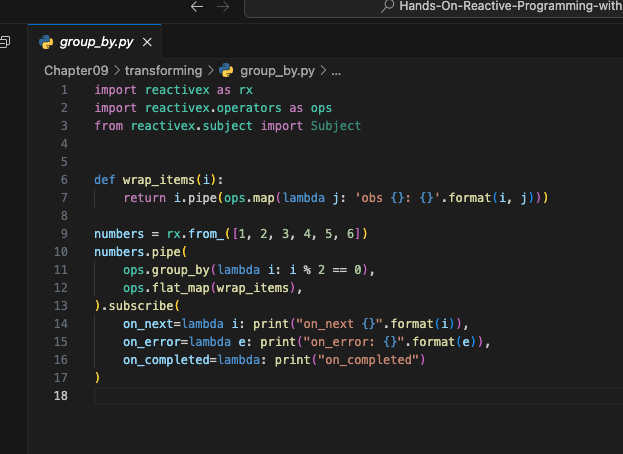 Hands-On-Reactive-Programming-with
group_by.py
Chapter09 > transforming > group_by.py > ...
1 import reactivex as rx
2 import reactivex.operators as ops
3 from reactivex.subject import Subject
4
5
6 def wrap_items(i):
7     return i.pipe(ops.map(lambda j: 'obs {}: {}'.format(i, j)))
8
9 numbers = rx.from_([1, 2, 3, 4, 5, 6])
10 numbers.pipe(
11     ops.group_by(lambda i: i % 2 == 0),
12     ops.flat_map(wrap_items),
13 ).subscribe(
14     on_next=lambda i: print("on_next {}".format(i)),
15     on_error=lambda e: print("on_error: {}".format(e)),
16     on_completed=lambda: print("on_completed")
17 )
18